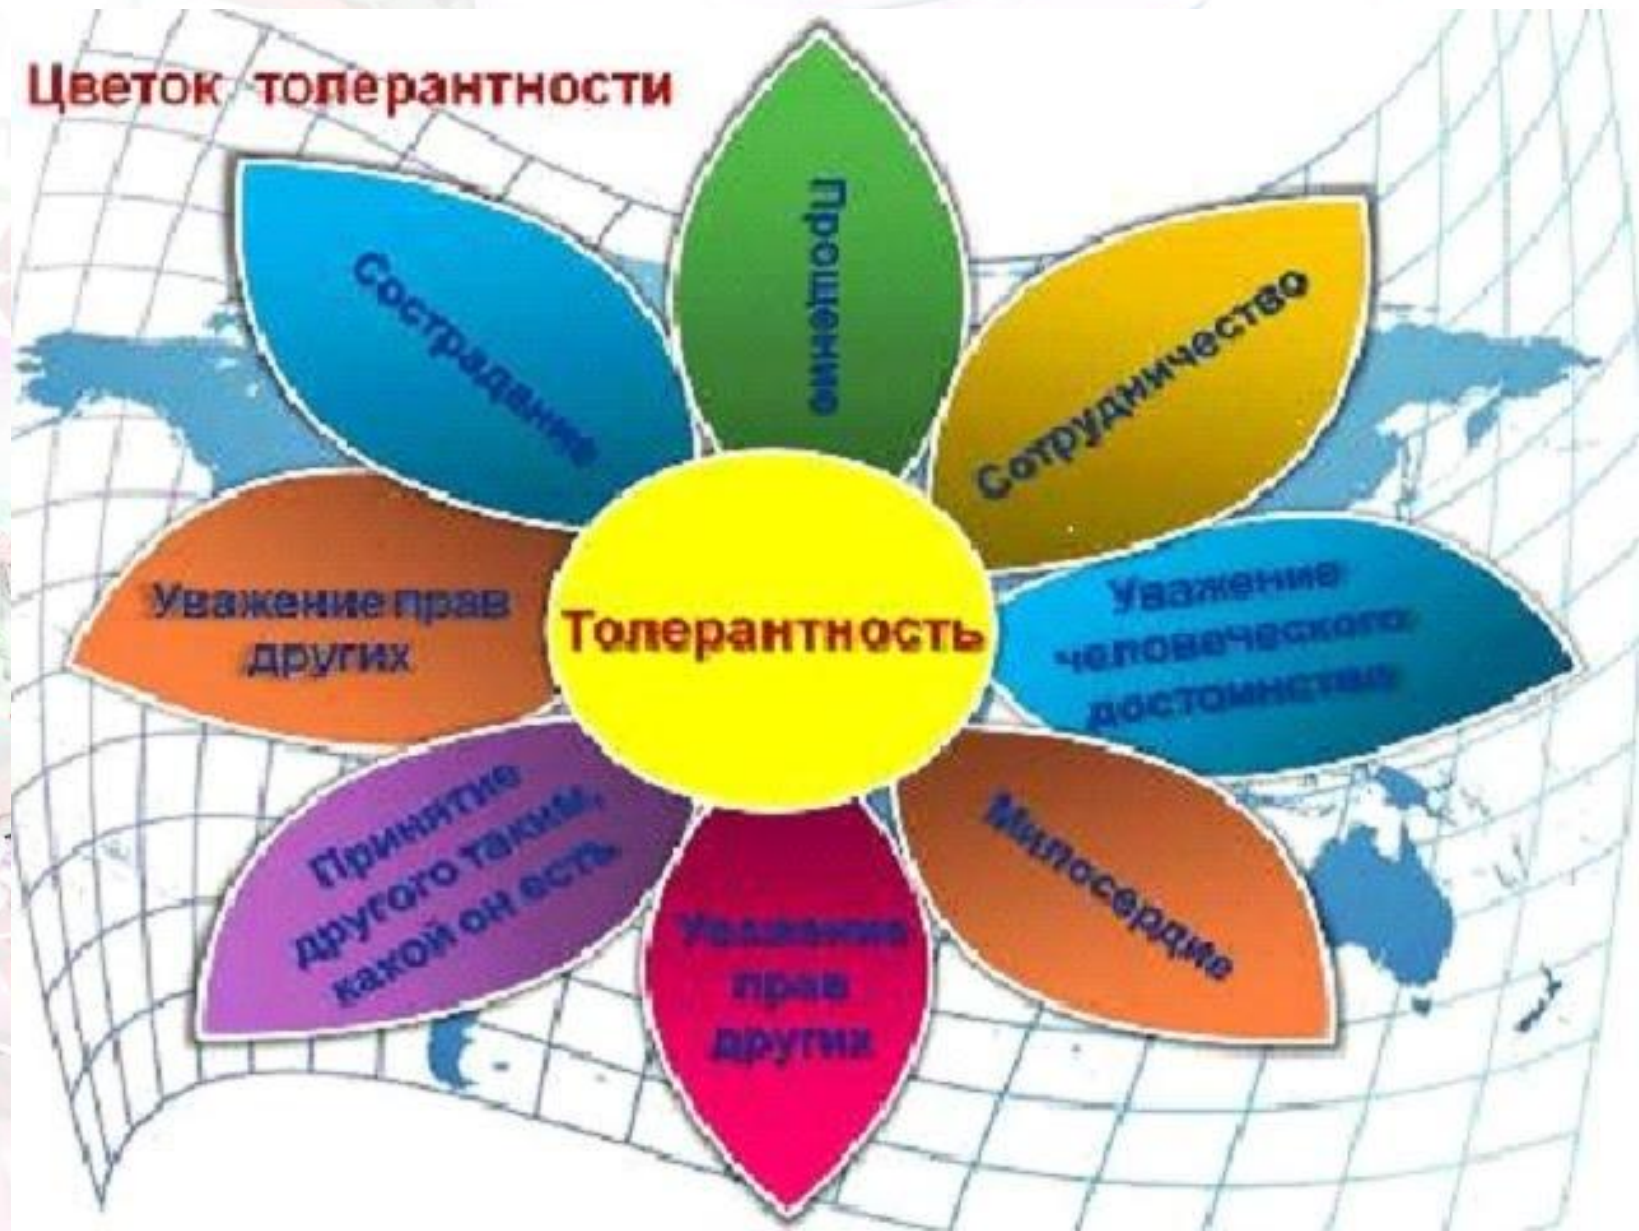 Цветок толерантности
Прощение
Сострадание
Сотрудничество
Уважение прав
других
Толерантность
Уважение
человеческого
достоинства
Принятие
другого таким,
какой он есть
Уважение
прав
других
Милосердие